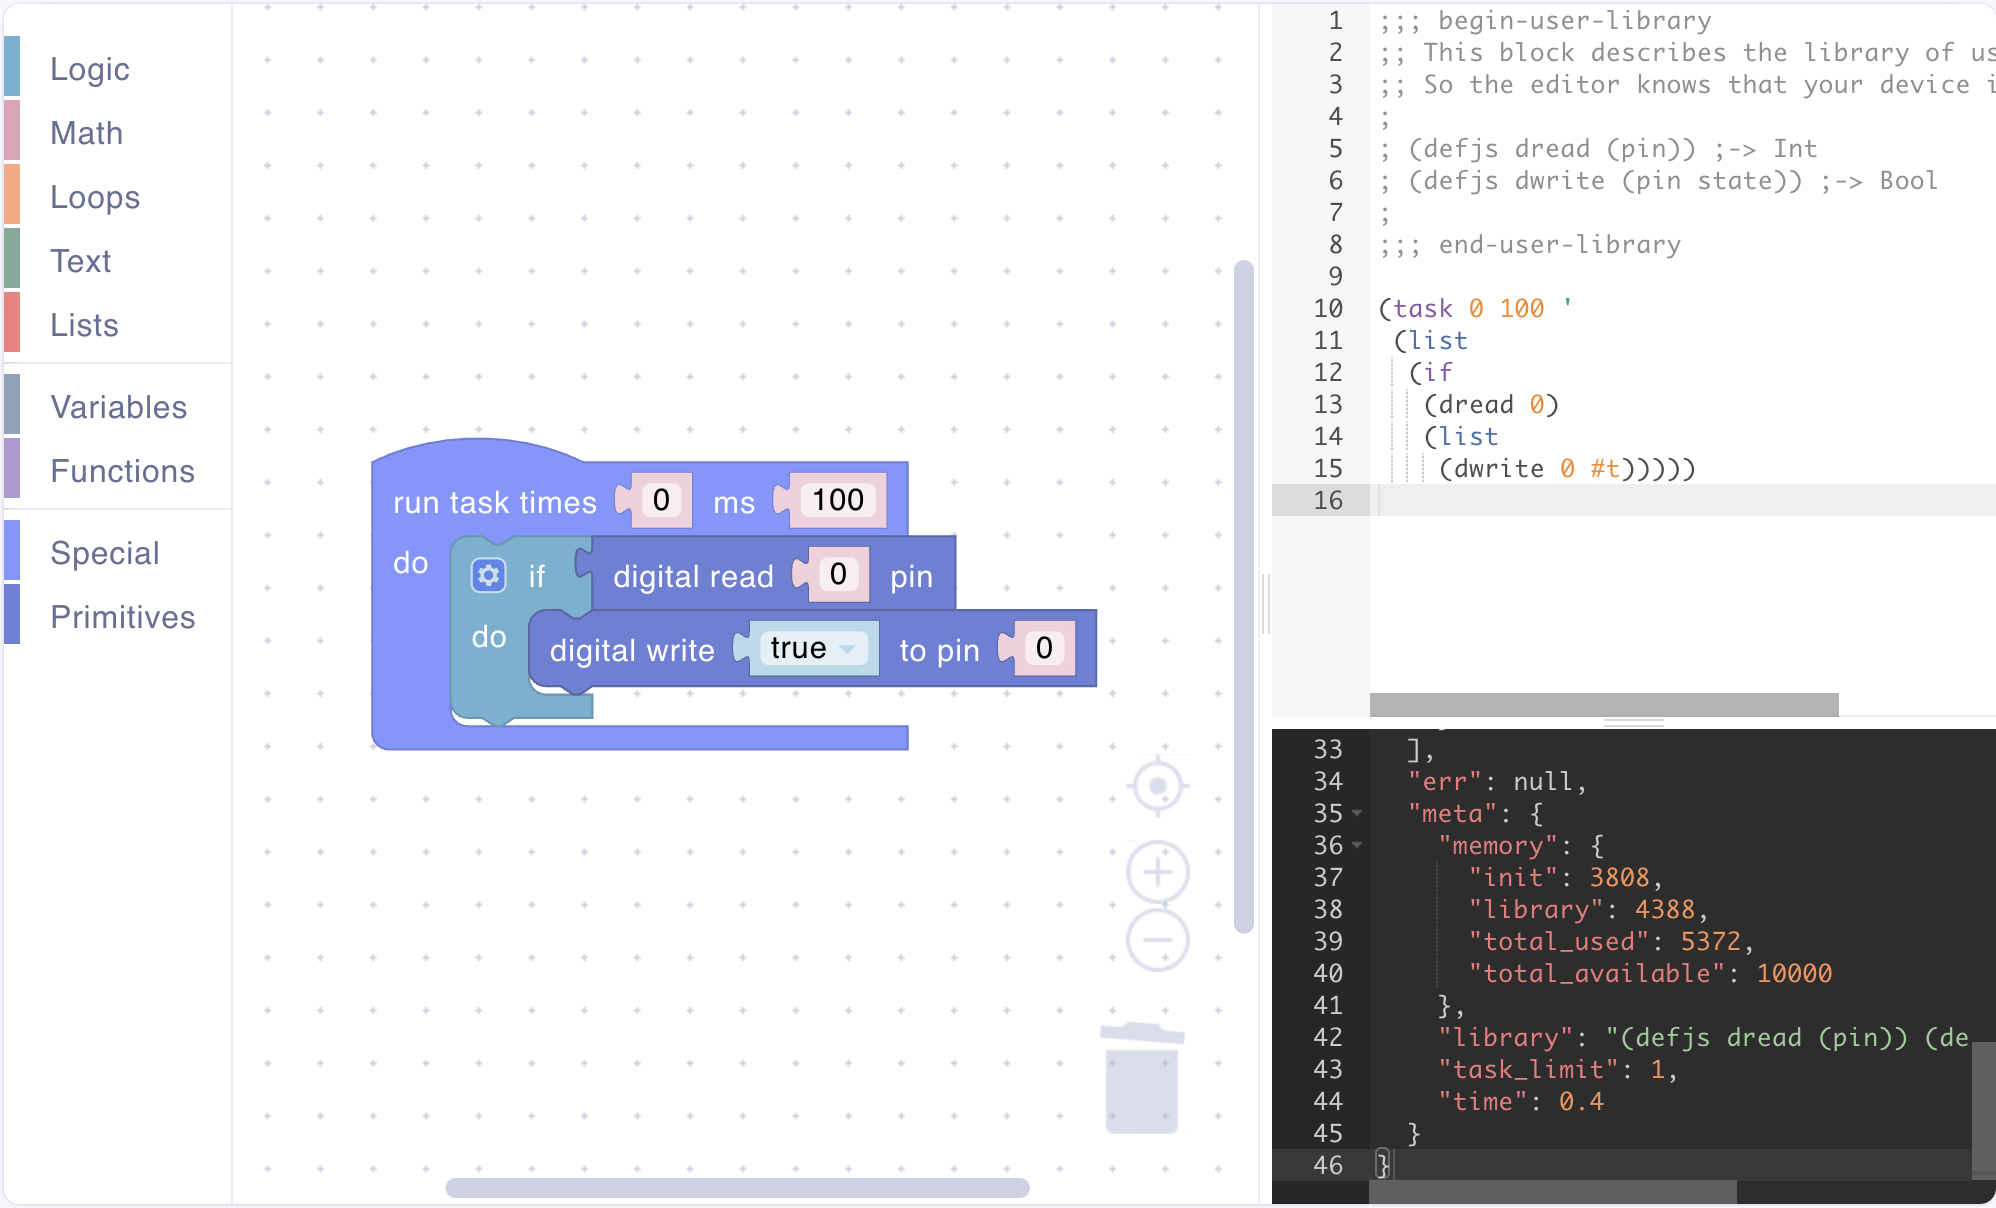 Logic
Math
Loops
Text
Lists
Variables
Functions
Special
Primitives
run task times 0 ms 100
do if digital read 0 pin
do digital write true to pin 0
1 ;;; begin-user-library
2 ;; This block describes the library of us
3 ;; So the editor knows that your device i
4 ;
5 ; (defjs dread (pin)) ;-> Int
6 ; (defjs dwrite (pin state)) ;-> Bool
7 ;
8 ;;; end-user-library
9
10 (task 0 100 '
11 (list
12 (if
13 (dread 0)
14 (list
15 (dwrite 0 #t)))))
16
33 ],
34 "err": null,
35 "meta": {
36 "memory": {
37 "init": 3808,
38 "library": 4388,
39 "total_used": 5372,
40 "total_available": 10000
41 },
42 "library": "(defjs dread (pin)) (de
43 "task_limit": 1,
44 "time": 0.4
45 }
46 }